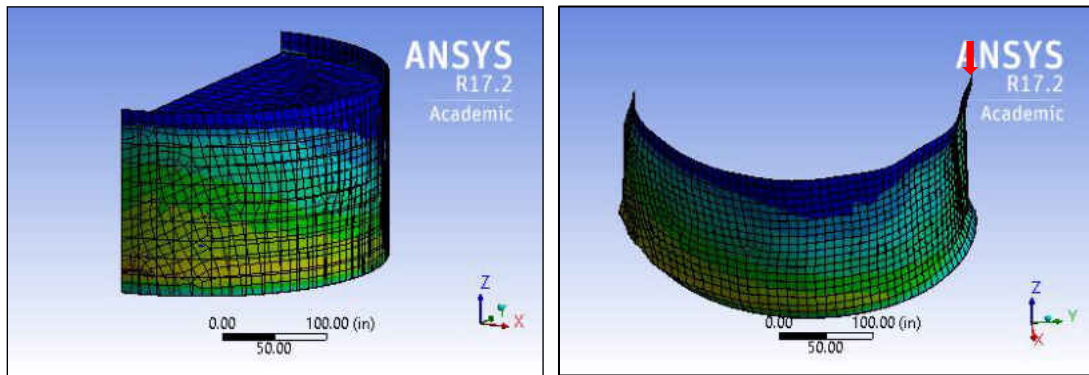 ANSYS
R17.2
Academic
Z
Y
X
0.00 100.00 (in)
50.00
ANSYS
R17.2
Academic
Z
Y
X
0.00 100.00 (in)
50.00